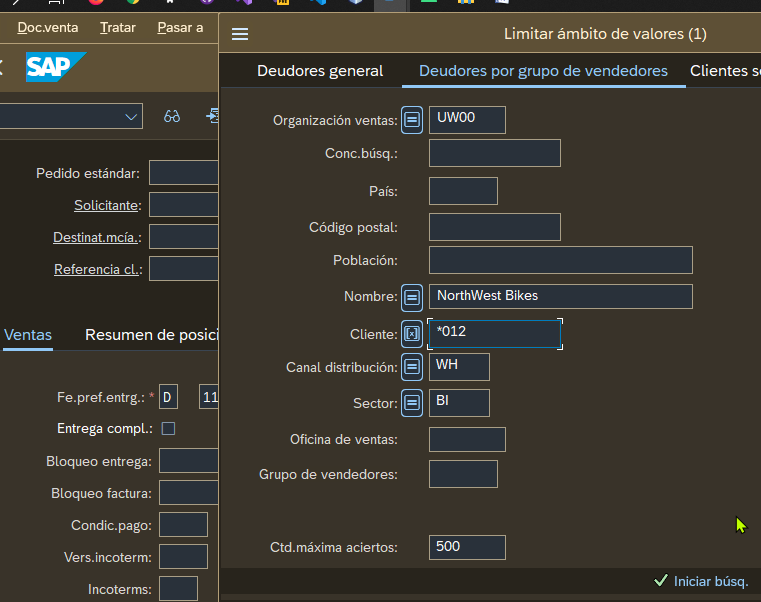 Doc.venta Tratar Pasar a
SAP
Pedido estándar:
Solicitante:
Destinat.mcía.:
Referencia cl.:
Ventas Resumen de posici
Fe.pref.entrg.: * D 11
Entrega compl.:
Bloqueo entrega:
Bloqueo factura:
Condic.pago:
Vers.incoterm:
Incoterms:
Limitar ámbito de valores (1)
Deudores general Deudores por grupo de vendedores Clientes s
Organización ventas: UW00
Conc.búsq.:
País:
Código postal:
Población:
Nombre: NorthWest Bikes
Cliente: *012
Canal distribución: WH
Sector: BI
Oficina de ventas:
Grupo de vendedores:
Ctd.máxima aciertos: 500
Iniciar búsq.